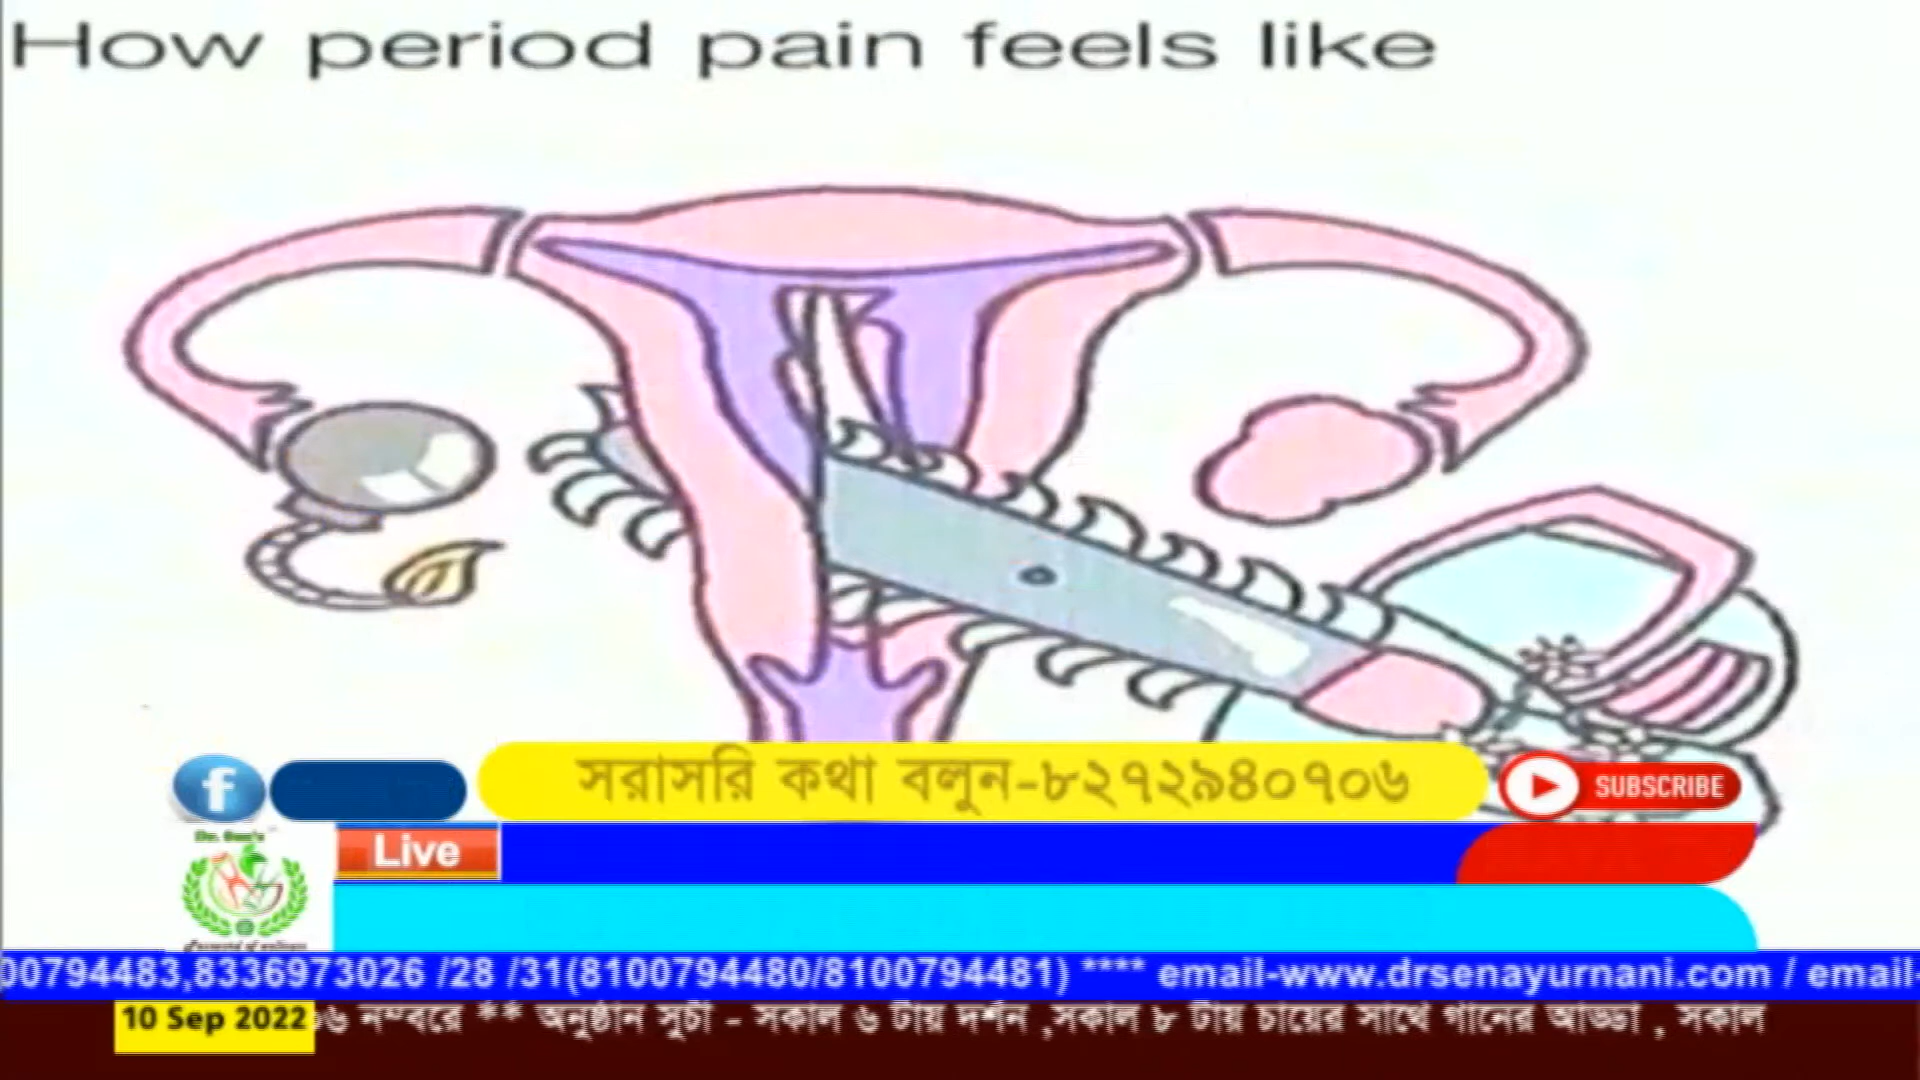 How period pain feels like
সরাসরি কথা বলুন-৮২৭২৯৪০৭০৬
SUBSCRIBE
Live
00794483,8336973026 /28 /31(8100794480/8100794481) **** email-www.drsenayurnani.com / email-
10 Sep 2022
৩৬ নম্বরে ** অনুষ্ঠান সূচী - সকাল ৬ টায় দর্শন ,সকাল ৮ টায় চায়ের সাথে গানের আড্ডা , সকাল